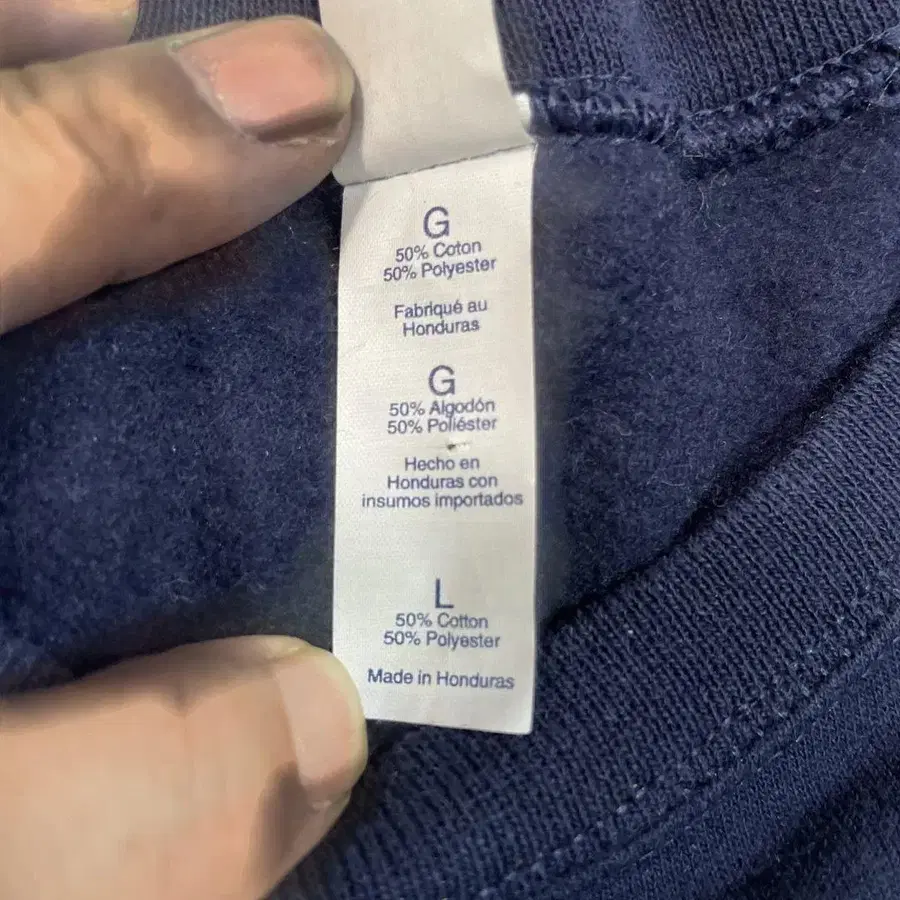 G
50% Coton
50% Polyester
Fabriqué au
Honduras
G
50% Algodón
50% Poliéster
Hecho en
Honduras con
insumos importados
L
50% Cotton
50% Polyester
Made in Honduras